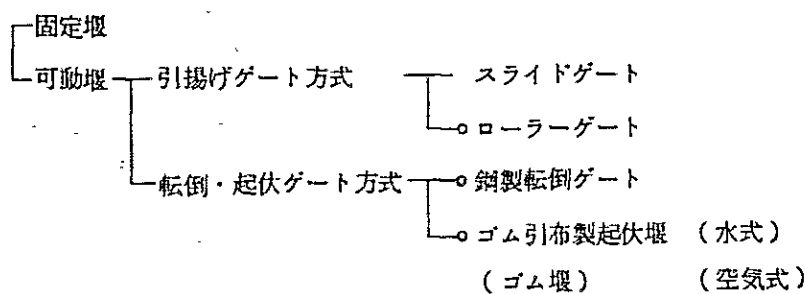 固定堰
可動堰 引揚げゲート方式 スライドゲート
ローラーゲート
転倒・起伏ゲート方式 鋼製転倒ゲート
ゴム引布製起伏堰 (水式)
(ゴム堰) (空気式)